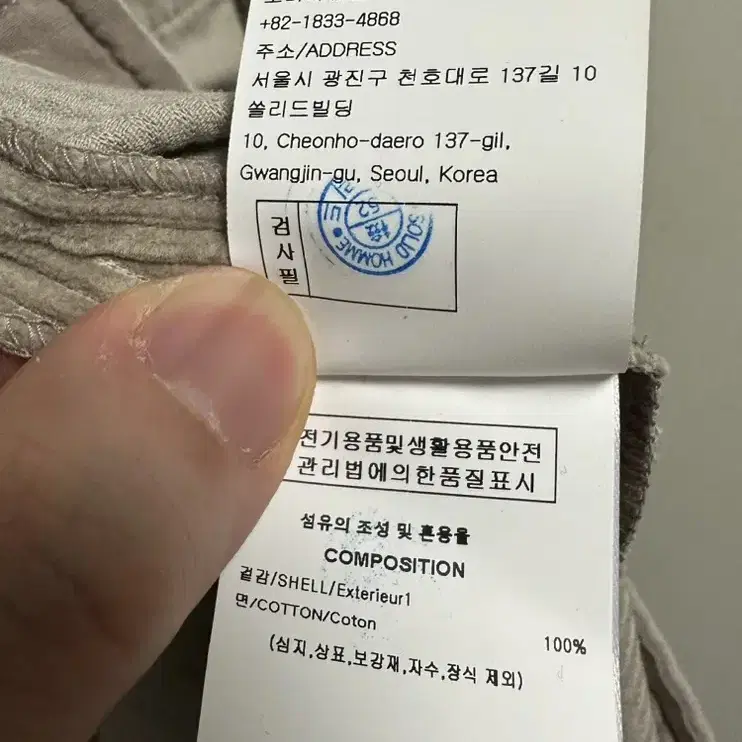 +82-1833-4868
주소/ADDRESS
서울시 광진구 천호대로 137길 10
쏠리드빌딩
10, Cheonho-daero 137-gil,
Gwangjin-gu, Seoul, Korea
검사필
SOLID HOMME
62
전기용품및생활용품안전
관리법에의한품질표시
섬유의 조성 및 혼용율
COMPOSITION
겉감/SHELL/Exterieur1
면/COTTON/Coton 100%
(심지,상표,보강재,자수,장식 제외)